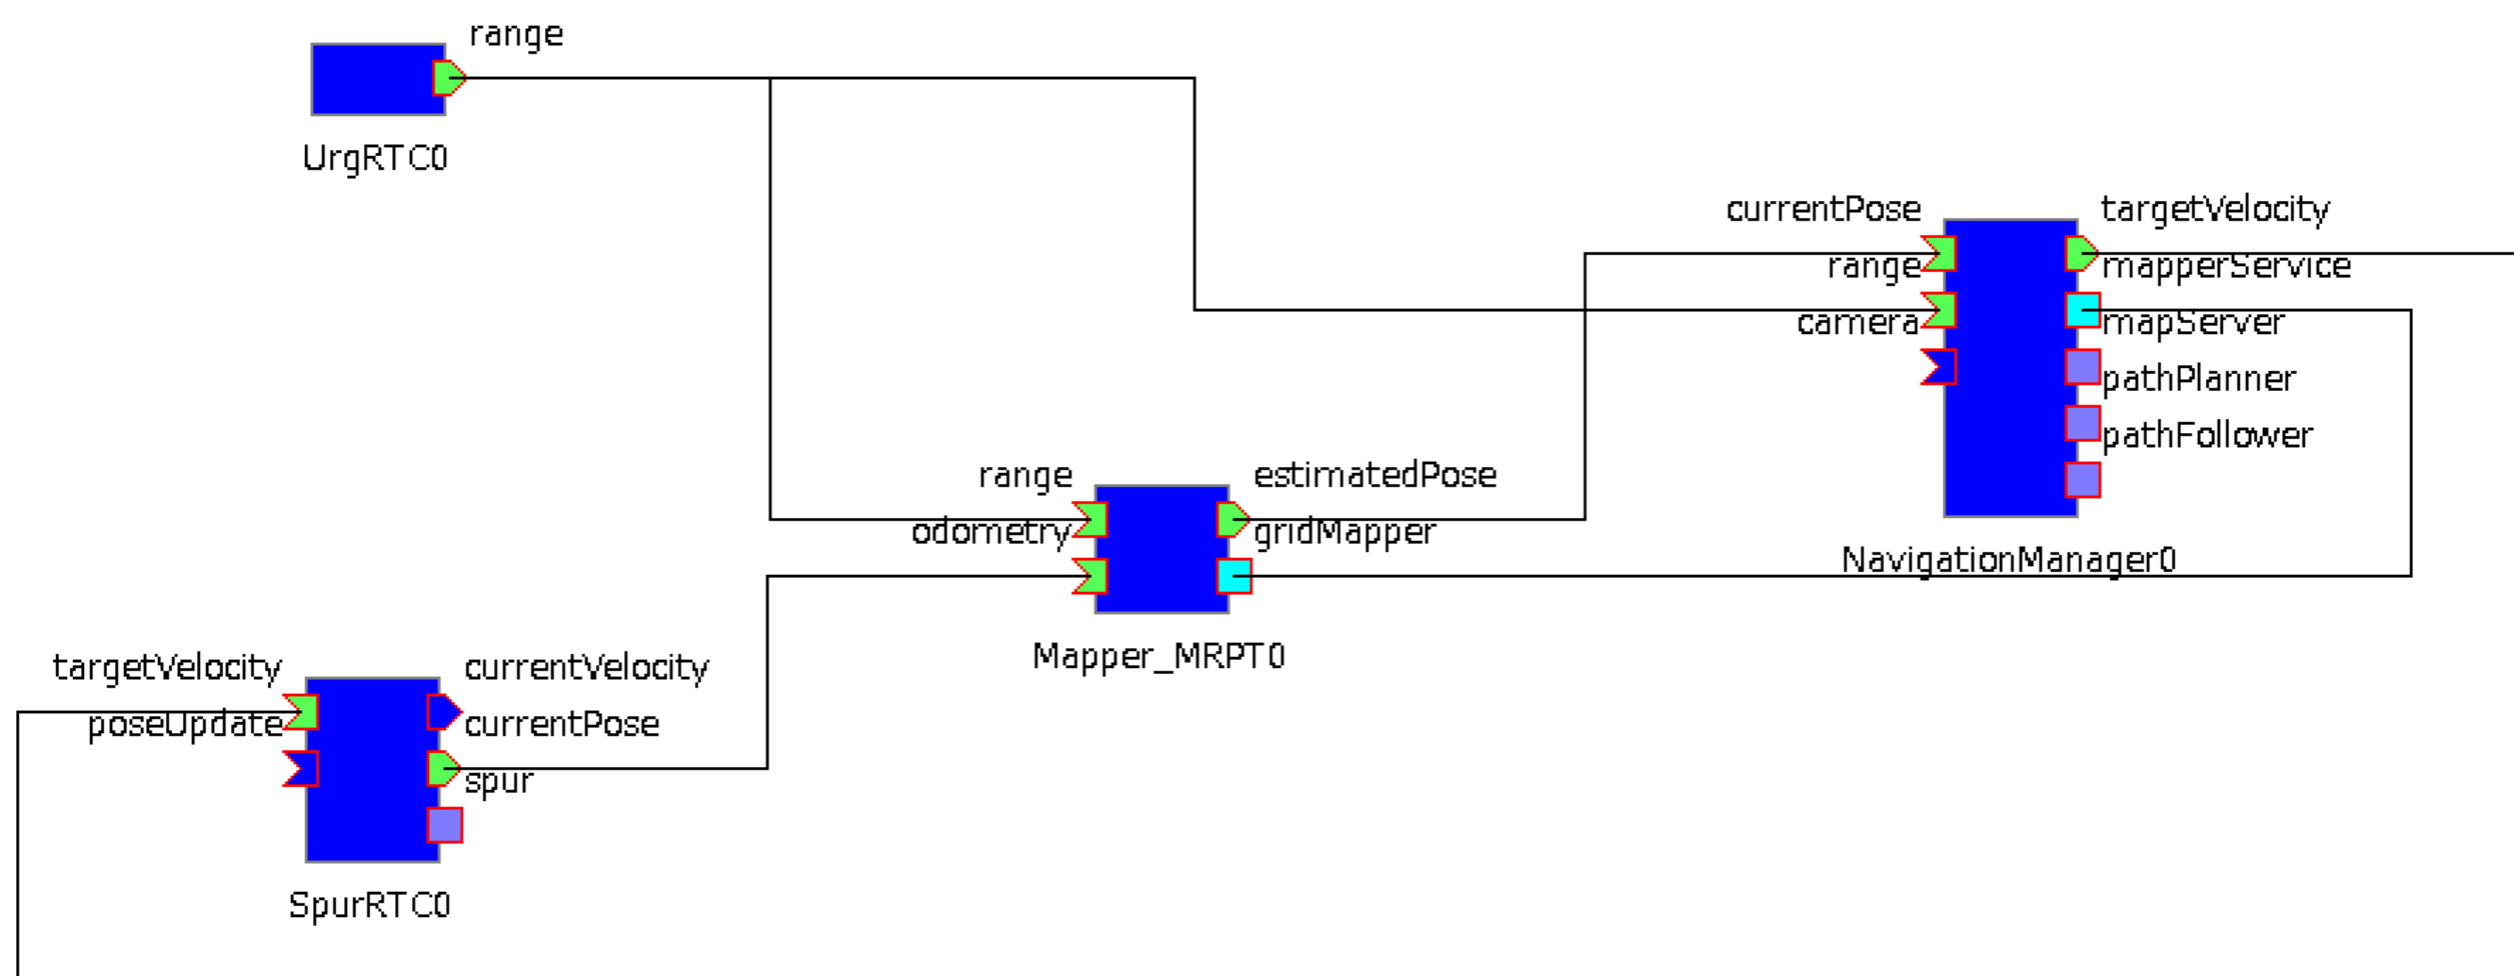 range
UrgRTC0
currentPose
range
camera
targetVelocity
mapperService
mapServer
pathPlanner
pathFollower
NavigationManager0
range
odometry
estimatedPose
gridMapper
Mapper_MRPT0
targetVelocity
poseUpdate
currentVelocity
currentPose
spur
SpurRTC0